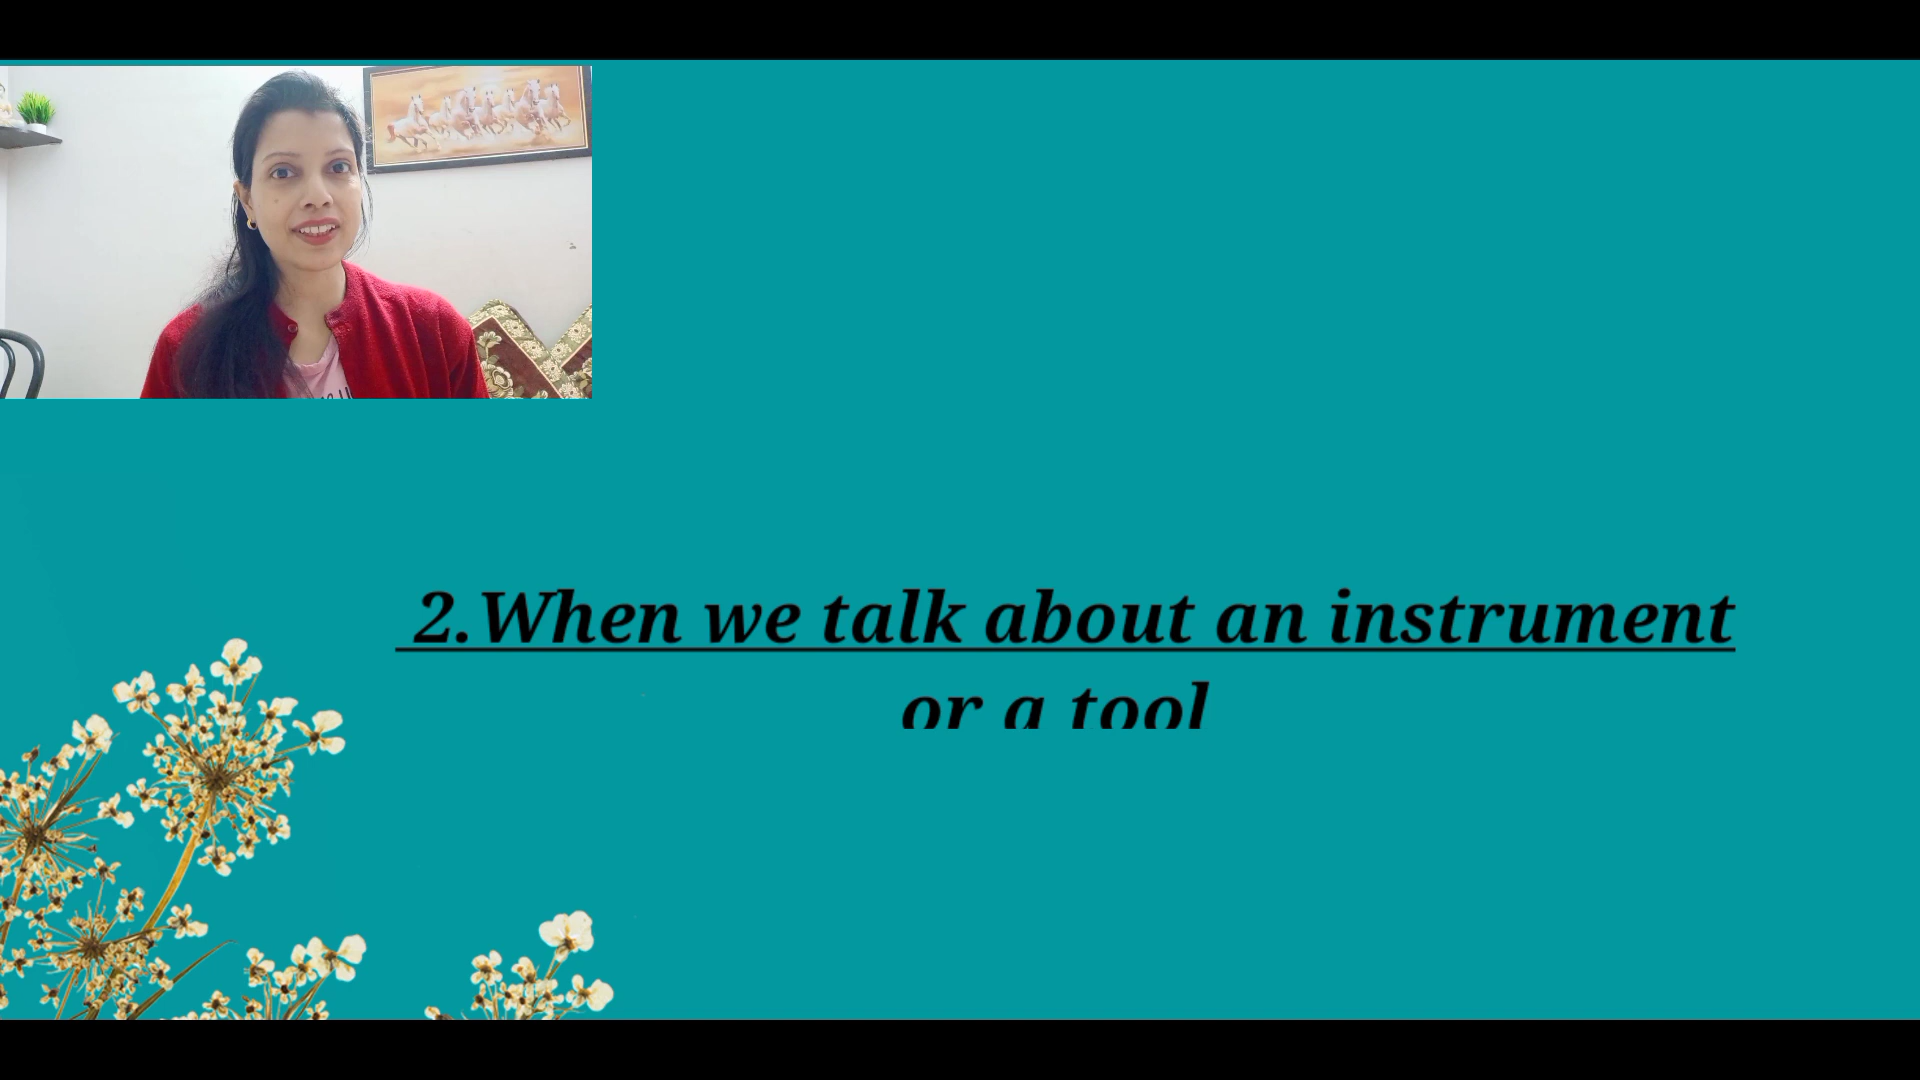 2.When we talk about an instrument
or a tool